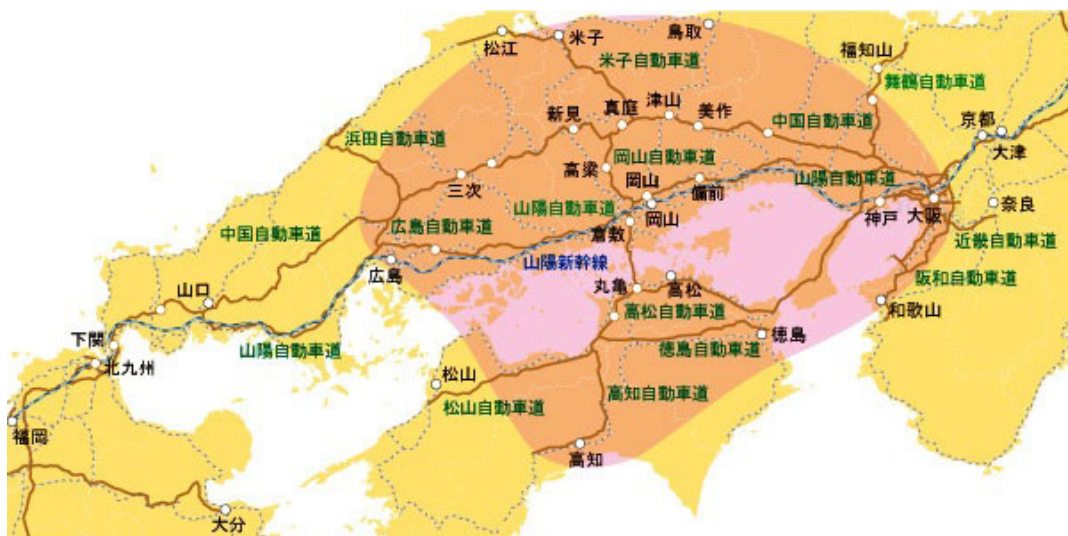 鳥取
米子
松江
福知山
米子自動車道
舞鶴自動車道
津山
真庭
美作
新見
中国自動車道
京都
浜田自動車道
大津
岡山自動車道
高梁
山陽自動車道
岡山
備前
三次
奈良
山陽自動車道
岡山
神戸
大阪
倉敷
広島自動車道
中国自動車道
近畿自動車道
山陽新幹線
広島
阪和自動車道
丸亀
高松
山口
和歌山
高松自動車道
下関
徳島
山陽自動車道
徳島自動車道
北九州
松山
高知自動車道
松山自動車道
福岡
高知
大分